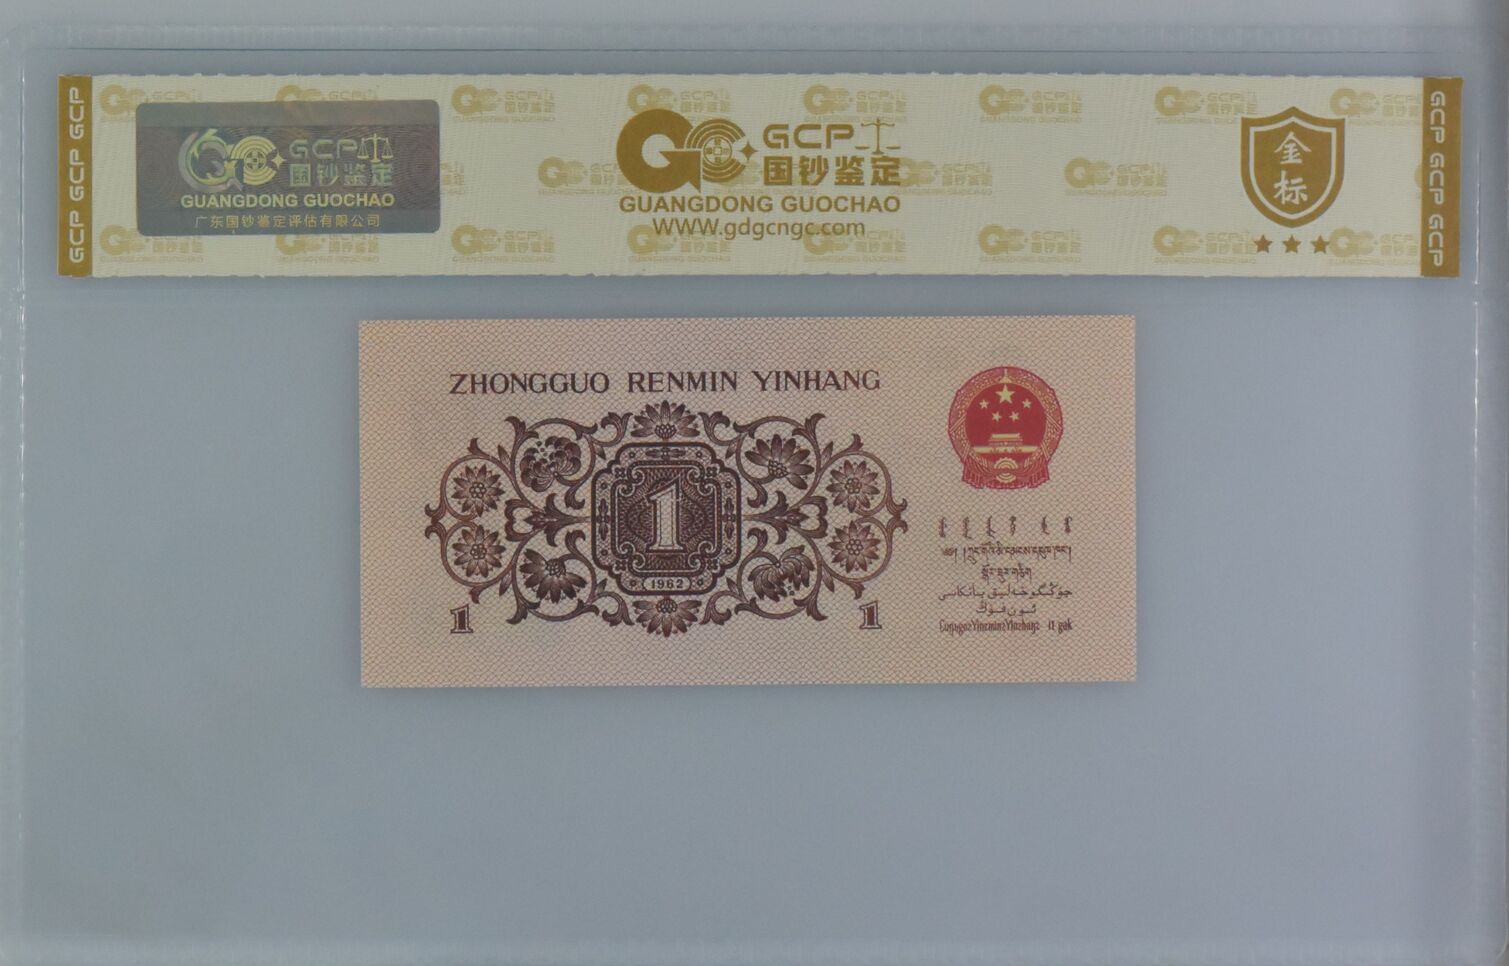 GCP GCP GCP
GCP
国钞鉴定
GUANGDONG GUOCHAO
广东国钞鉴定评估有限公司
GCP
国钞鉴定
GUANGDONG GUOCHAO
WWW.gdgcngc.com
金
标
GCP GCP GCP
ZHONGGUO RENMIN YINHANG
1
1962
1
1